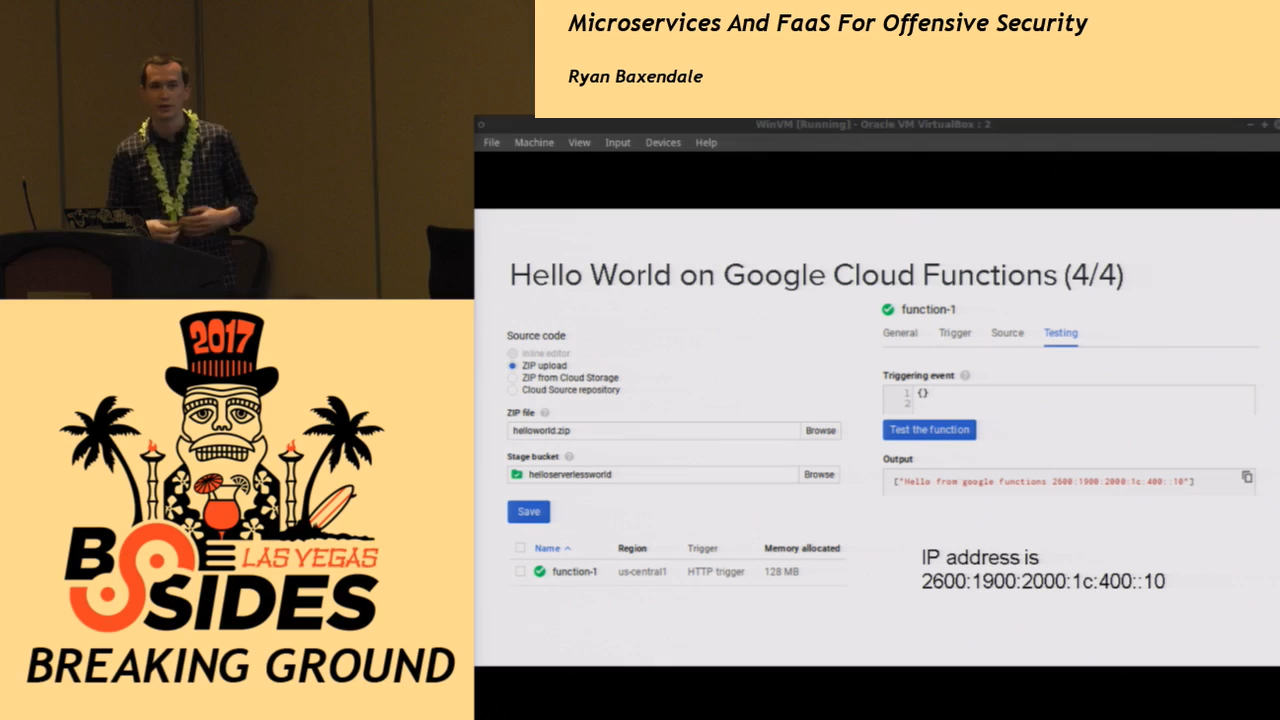 Microservices And FaaS For Offensive Security
Ryan Baxendale
WinVM [Running] - Oracle VM VirtualBox : 2
File Machine View Input Devices Help
Hello World on Google Cloud Functions (4/4)
Source code
Inline editor
ZIP upload
ZIP from Cloud Storage
Cloud Source repository
ZIP file
helloworld.zip Browse
Stage bucket
helloserverlessworld Browse
Save
Name Region Trigger Memory allocated
function-1 us-central1 HTTP trigger 128 MB
function-1
General Trigger Source Testing
Triggering event
1 {}
2
Test the function
Output
["Hello from google functions 2600:1900:2000:1c:400::10"]
IP address is
2600:1900:2000:1c:400::10
2017
BSIDES
LAS VEGAS
BREAKING GROUND